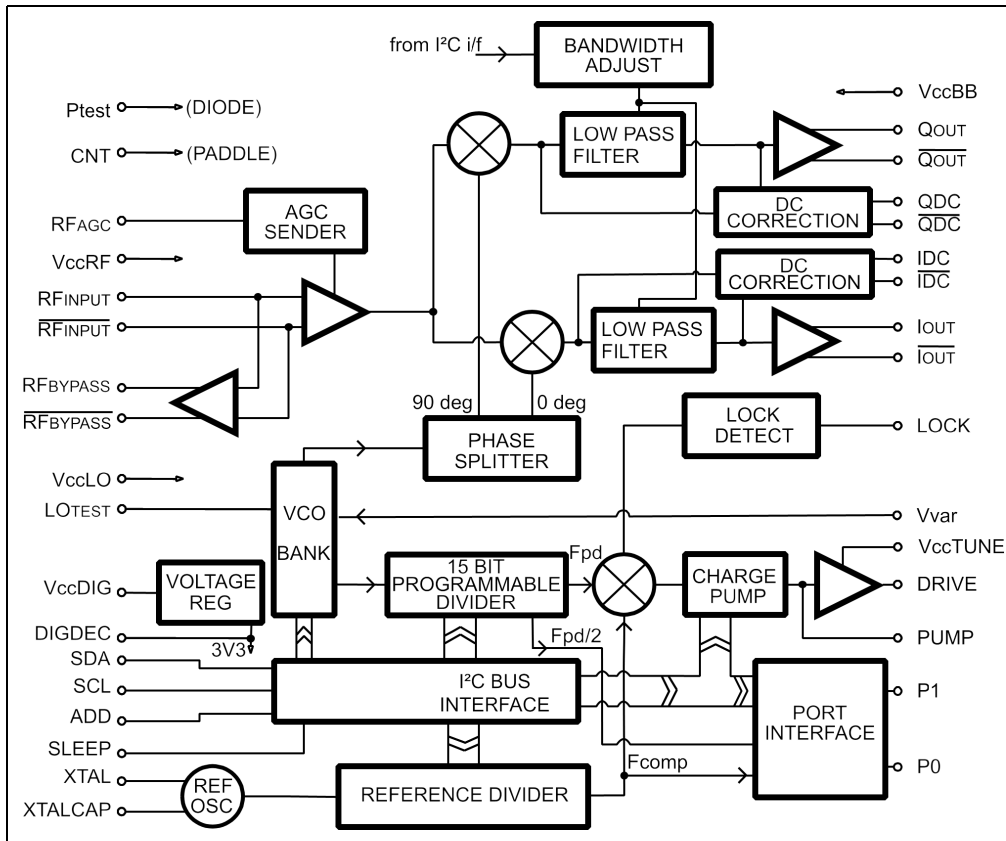 from I²C i/f
BANDWIDTH
ADJUST
Ptest
(DIODE)
VccBB
CNT
(PADDLE)
LOW PASS
FILTER
QOUT
QOUT
RFAGC
AGC
SENDER
DC
CORRECTION
QDC
QDC
VccRF
DC
CORRECTION
IDC
IDC
RFINPUT
RFINPUT
LOW PASS
FILTER
IOUT
IOUT
RFBYPASS
RFBYPASS
90 deg
0 deg
PHASE
SPLITTER
LOCK
DETECT
LOCK
VccLO
LOTEST
VCO
BANK
Vvar
VccTUNE
VccDIG
VOLTAGE
REG
15 BIT
PROGRAMMABLE
DIVIDER
Fpd
CHARGE
PUMP
DRIVE
DIGDEC
3V3
Fpd/2
PUMP
SDA
SCL
ADD
I²C BUS
INTERFACE
PORT
INTERFACE
P1
SLEEP
XTAL
XTALCAP
REF
OSC
REFERENCE DIVIDER
Fcomp
P0